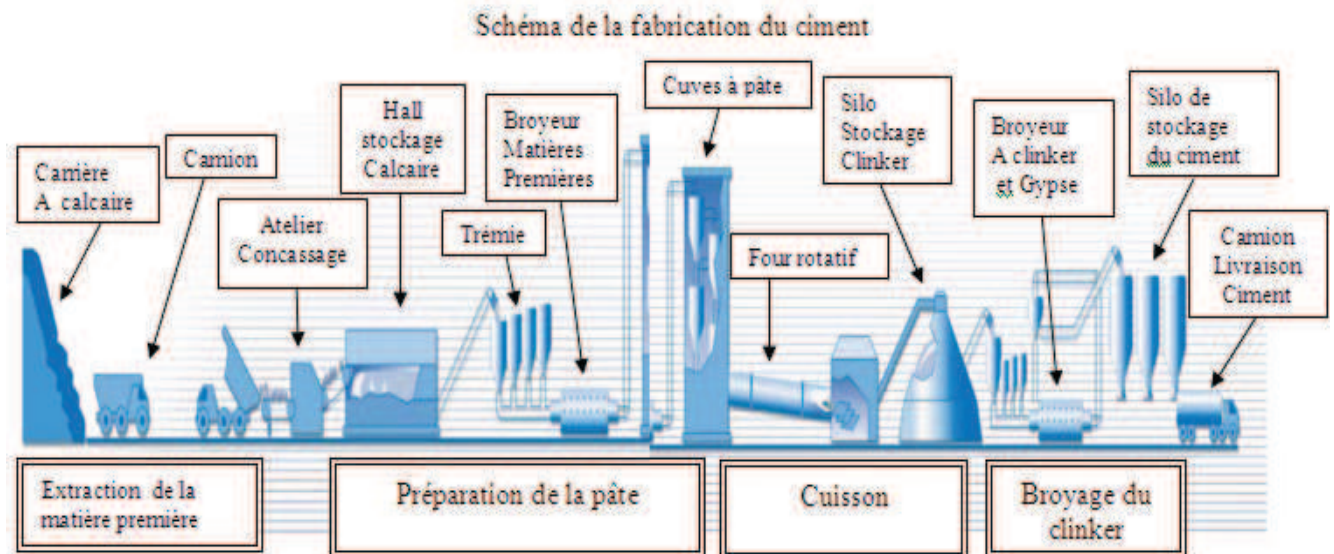 Schéma de la fabrication du ciment
Carrière
A calcaire
Camion
Atelier
Concassage
Hall
stockage
Calcaire
Trémie
Broyeur
Matières
Premières
Cuves à pâte
Four rotatif
Silo
Stockage
Clinker
Broyeur
A clinker
et Gypse
Silo de
stockage
du ciment
Camion
Livraison
Ciment
Extraction de la
matière première
Préparation de la pâte
Cuisson
Broyage du
clinker